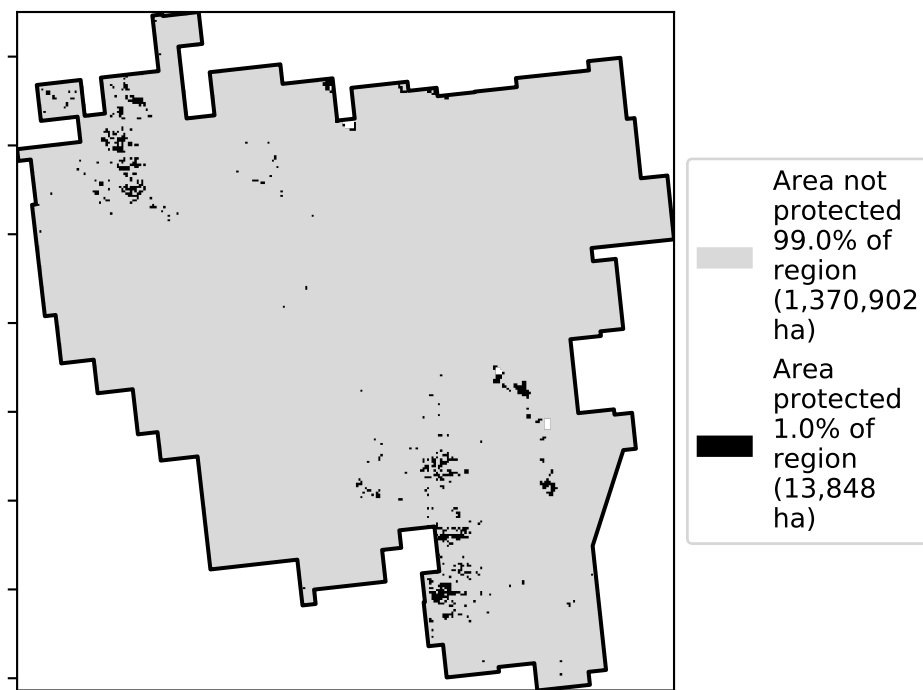 Area not
protected
99.0% of
region
(1,370,902
ha)
Area
protected
1.0% of
region
(13,848
ha)